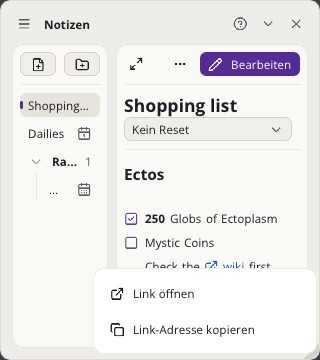 Notizen
Bearbeiten
Shopping...
Dailies
Ra... 1
...
Shopping list
Kein Reset
Ectos
250 Globs of Ectoplasm
Mystic Coins
Check the wiki first
Link öffnen
Link-Adresse kopieren